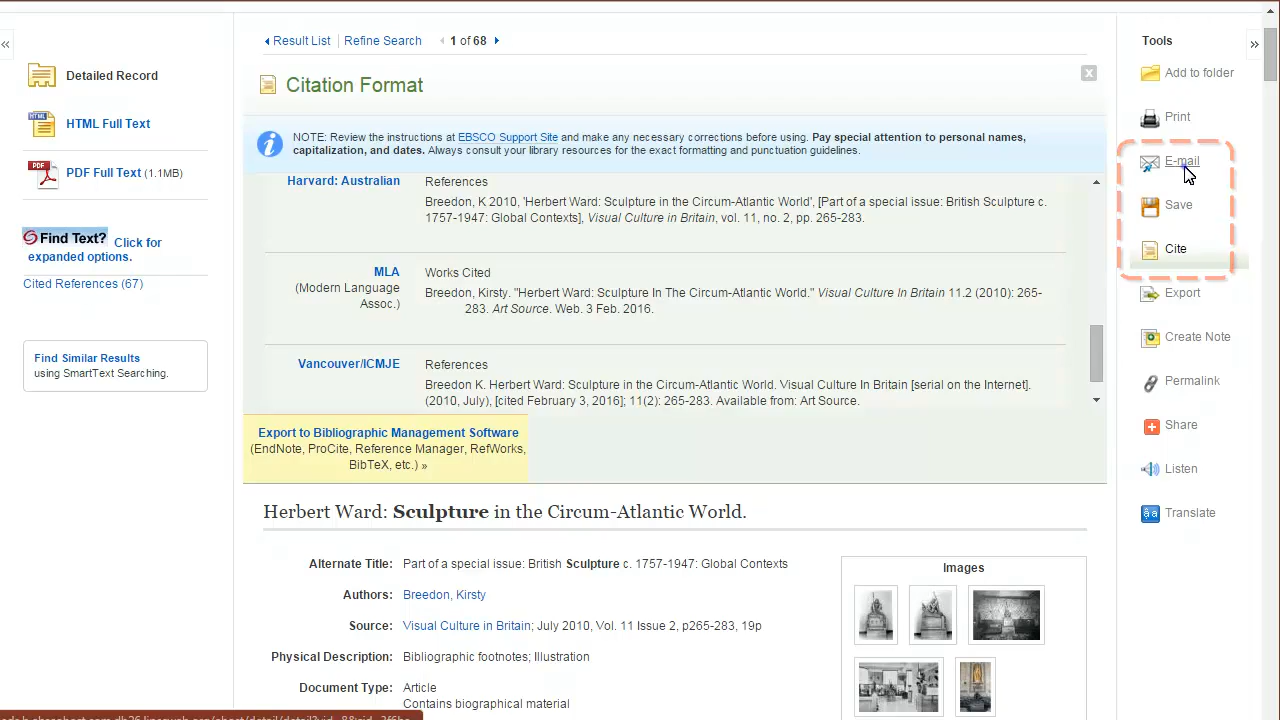 Result List | Refine Search 1 of 68
Tools
Detailed Record
HTML Full Text
PDF Full Text (1.1MB)
Find Text? Click for
expanded options.
Cited References (67)
Find Similar Results
using SmartText Searching.
Citation Format
NOTE: Review the instructions at EBSCO Support Site and make any necessary corrections before using. Pay special attention to personal names,
capitalization, and dates. Always consult your library resources for the exact formatting and punctuation guidelines.
Harvard: Australian
References
Breedon, K 2010, 'Herbert Ward: Sculpture in the Circum-Atlantic World', [Part of a special issue: British Sculpture c.
1757-1947: Global Contexts], Visual Culture in Britain, vol. 11, no. 2, pp. 265-283.
MLA
(Modern Language
Assoc.)
Works Cited
Breedon, Kirsty. "Herbert Ward: Sculpture In The Circum-Atlantic World." Visual Culture In Britain 11.2 (2010): 265-
283. Art Source. Web. 3 Feb. 2016.
Vancouver/ICMJE
References
Breedon K. Herbert Ward: Sculpture in the Circum-Atlantic World. Visual Culture In Britain [serial on the Internet].
(2010, July), [cited February 3, 2016]; 11(2): 265-283. Available from: Art Source.
Export to Bibliographic Management Software
(EndNote, ProCite, Reference Manager, RefWorks,
BibTeX, etc.) »
Herbert Ward: Sculpture in the Circum-Atlantic World.
Alternate Title: Part of a special issue: British Sculpture c. 1757-1947: Global Contexts
Authors: Breedon, Kirsty
Source: Visual Culture in Britain; July 2010, Vol. 11 Issue 2, p265-283, 19p
Physical Description: Bibliographic footnotes; Illustration
Document Type: Article
Contains biographical material
Images
Add to folder
Print
E-mail
Save
Cite
Export
Create Note
Permalink
Share
Listen
Translate